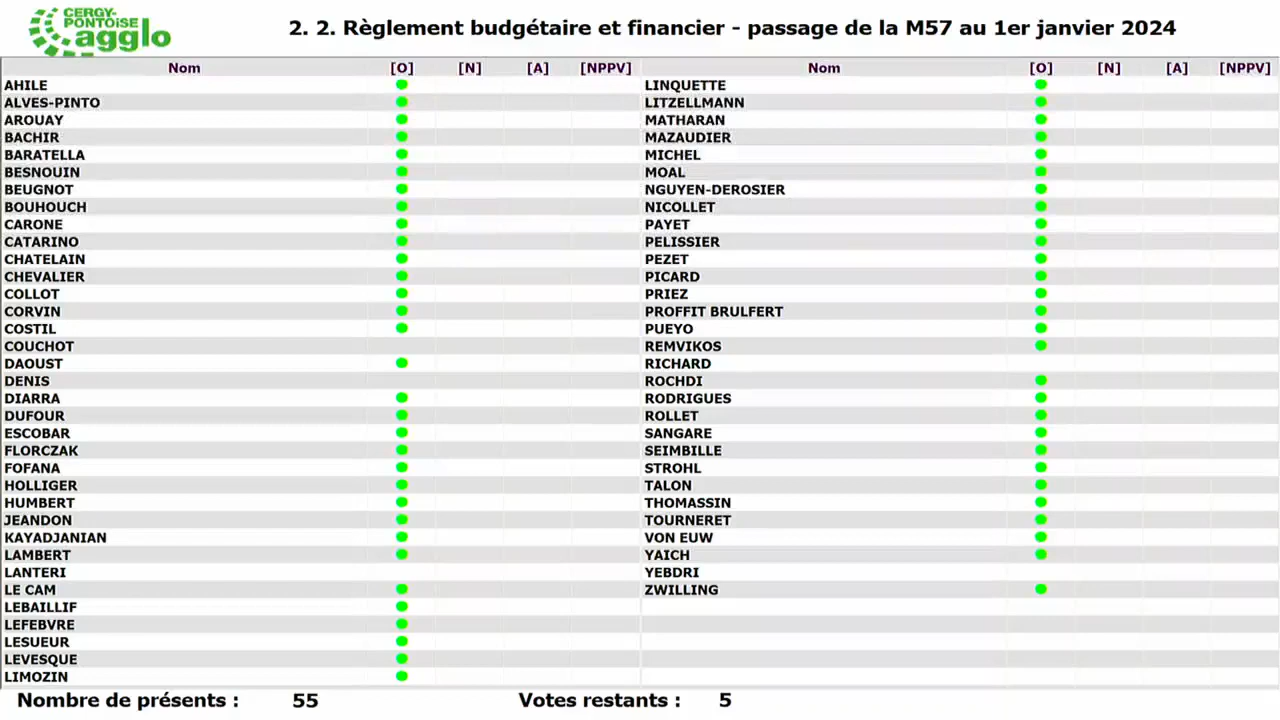 CERGY-
PONTOISE
agglo
2. 2. Règlement budgétaire et financier - passage de la M57 au 1er janvier 2024
Nom [O] [N] [A] [NPPV] Nom [O] [N] [A] [NPPV]
AHILE LINQUETTE
ALVES-PINTO LITZELLMANN
AROUAY MATHARAN
BACHIR MAZAUDIER
BARATELLA MICHEL
BESNOUIN MOAL
BEUGNOT NGUYEN-DEROSIER
BOUHOUCH NICOLLET
CARONE PAYET
CATARINO PELISSIER
CHATELAIN PEZET
CHEVALIER PICARD
COLLOT PRIEZ
CORVIN PROFFIT BRULFERT
COSTIL PUEYO
COUCHOT REMVIKOS
DAOUST RICHARD
DENIS ROCHDI
DIARRA RODRIGUES
DUFOUR ROLLET
ESCOBAR SANGARE
FLORCZAK SEIMBILLE
FOFANA STROHL
HOLLIGER TALON
HUMBERT THOMASSIN
JEANDON TOURNERET
KAYADJANIAN VON EUW
LAMBERT YAICH
LANTERI YEBDRI
LE CAM ZWILLING
LEBAILLIF
LEFEBVRE
LESUEUR
LEVESQUE
LIMOZIN
Nombre de présents : 55 Votes restants : 5